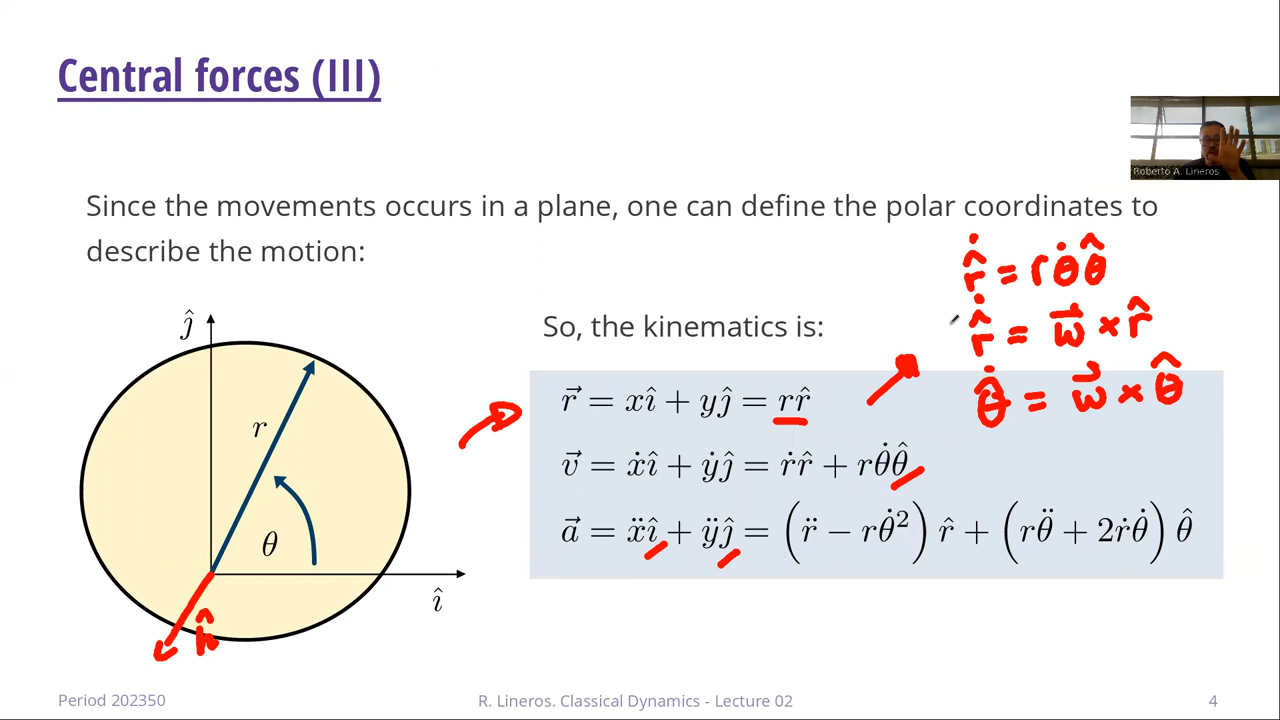 Central forces (III)
Roberto A. Lineros
Since the movements occurs in a plane, one can define the polar coordinates to
describe the motion:
ĵ
r
θ
î
k̂
So, the kinematics is:
r⃗ = xî + yĵ = rr̂
v⃗ = ẋî + ẏĵ = ṙr̂ + rθ̇θ̂
a⃗ = ẍî + ÿĵ = (r̈ − rθ̇²) r̂ + (rθ̈ + 2ṙθ̇) θ̂
r̂̇ = rθ̇θ̂
r̂̇ = ω⃗ × r̂
θ̂̇ = ω⃗ × θ̂
Period 202350
R. Lineros. Classical Dynamics - Lecture 02
4